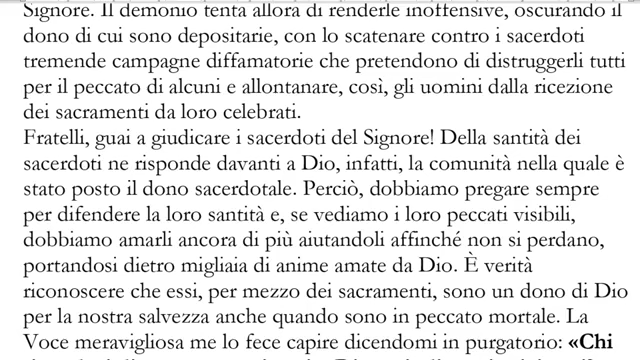 Signore. Il demonio tenta allora di renderle inoffensive, oscurando il
dono di cui sono depositarie, con lo scatenare contro i sacerdoti
tremende campagne diffamatorie che pretendono di distruggerli tutti
per il peccato di alcuni e allontanare, così, gli uomini dalla ricezione
dei sacramenti da loro celebrati.
Fratelli, guai a giudicare i sacerdoti del Signore! Della santità dei
sacerdoti ne risponde davanti a Dio, infatti, la comunità nella quale è
stato posto il dono sacerdotale. Perciò, dobbiamo pregare sempre
per difendere la loro santità e, se vediamo i loro peccati visibili,
dobbiamo amarli ancora di più aiutandoli affinché non si perdano,
portandosi dietro migliaia di anime amate da Dio. È verità
riconoscere che essi, per mezzo dei sacramenti, sono un dono di Dio
per la nostra salvezza anche quando sono in peccato mortale. La
Voce meravigliosa me lo fece capire dicendomi in purgatorio: «Chi